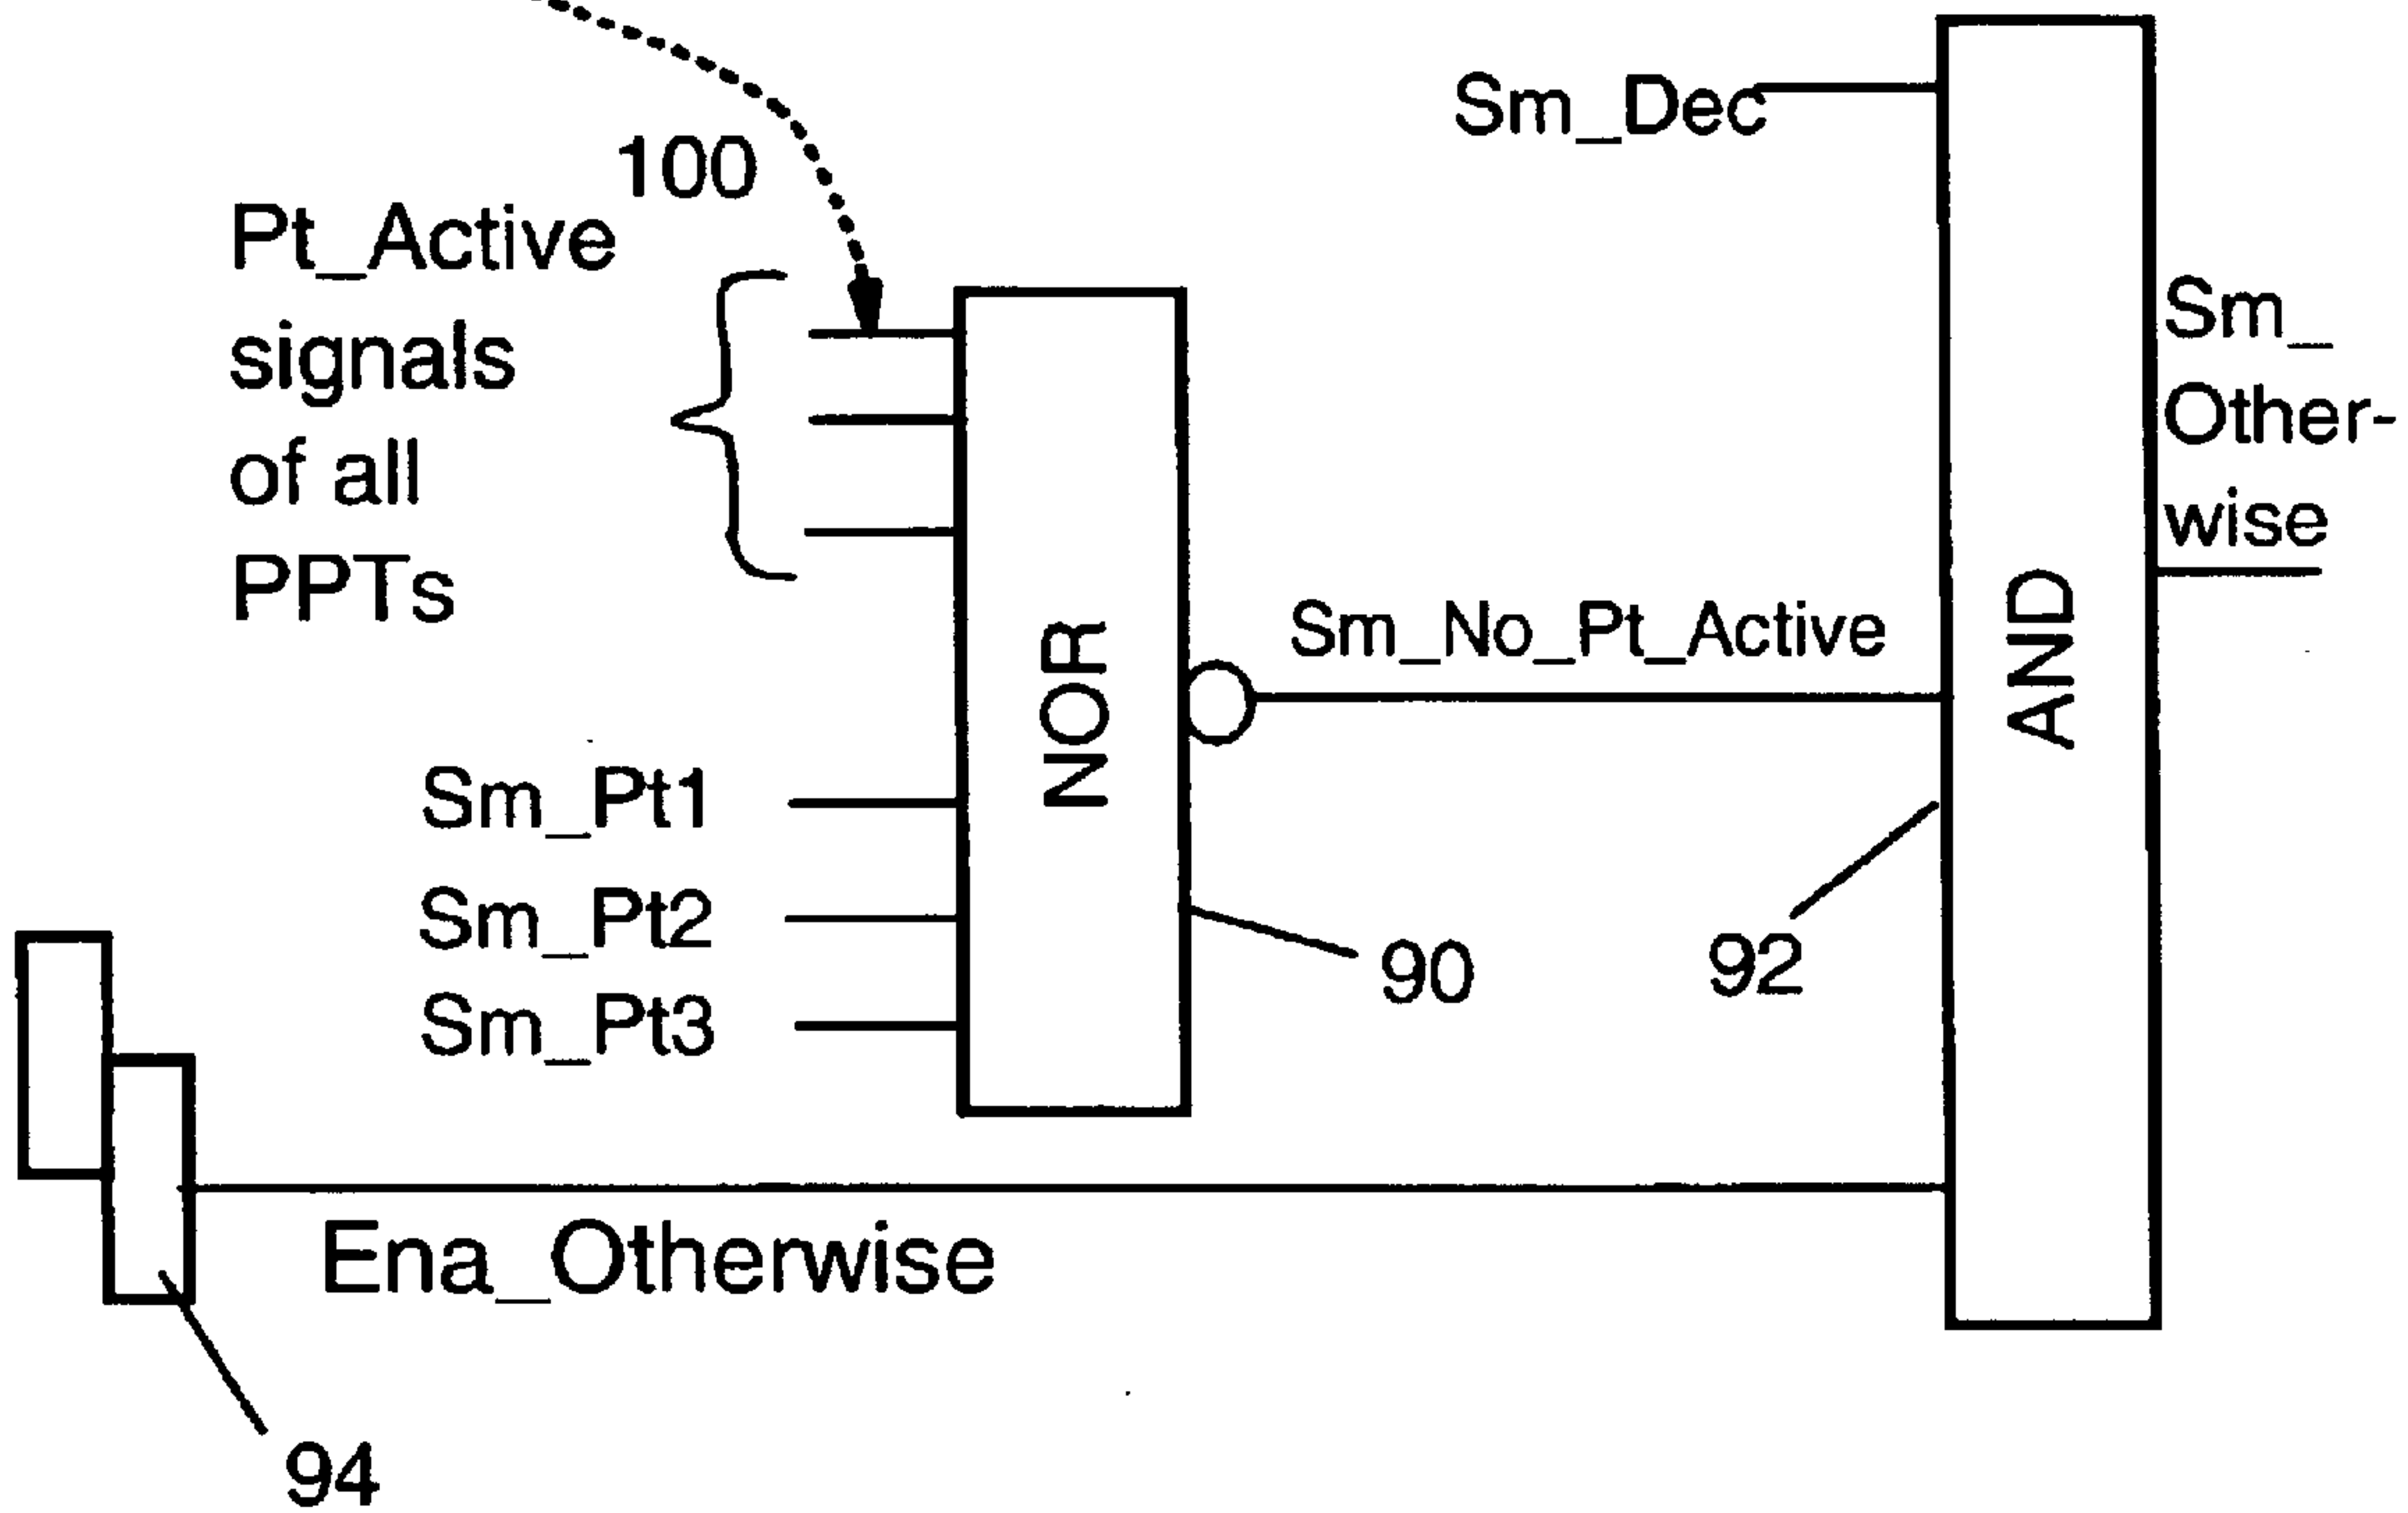 Sm_Dec
100
Pt_Active
signals
of all
PPTs
Sm_
Other-
wise
NOR
Sm_No_Pt_Active
AND
Sm_Pt1
Sm_Pt2
Sm_Pt3
90
92
Ena_Otherwise
94